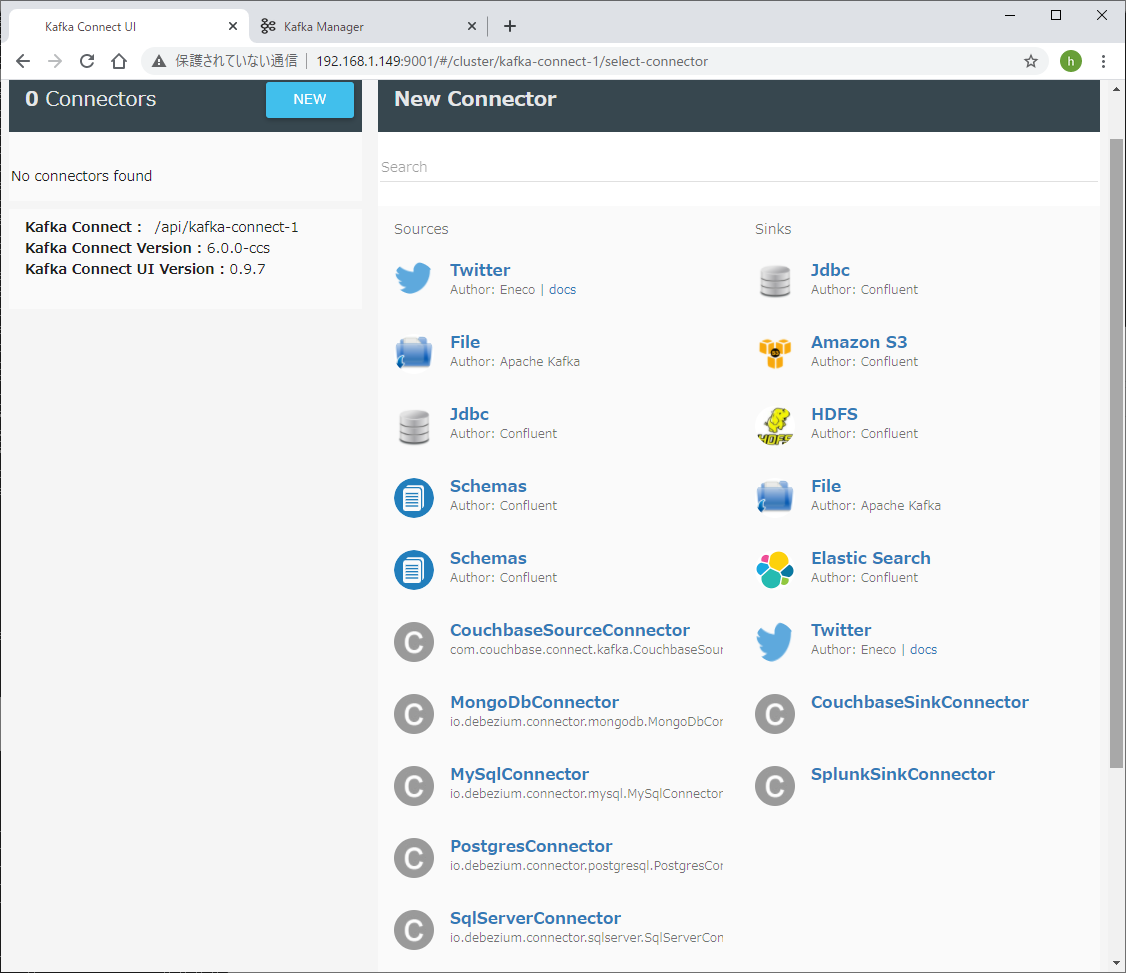 Kafka Connect UI
Kafka Manager
保護されていない通信
192.168.1.149:9001/#/cluster/kafka-connect-1/select-connector
h
0 Connectors
NEW
No connectors found
Kafka Connect : /api/kafka-connect-1
Kafka Connect Version : 6.0.0-ccs
Kafka Connect UI Version : 0.9.7
New Connector
Search
Sources
Twitter
Author: Eneco | docs
File
Author: Apache Kafka
Jdbc
Author: Confluent
Schemas
Author: Confluent
Schemas
Author: Confluent
C
CouchbaseSourceConnector
com.couchbase.connect.kafka.CouchbaseSour
C
MongoDbConnector
io.debezium.connector.mongodb.MongoDbCor
C
MySqlConnector
io.debezium.connector.mysql.MySqlConnector
C
PostgresConnector
io.debezium.connector.postgresql.PostgresCor
C
SqlServerConnector
io.debezium.connector.sqlserver.SqlServerCon
Sinks
Jdbc
Author: Confluent
Amazon S3
Author: Confluent
HDFS
HDFS
Author: Confluent
File
Author: Apache Kafka
Elastic Search
Author: Confluent
Twitter
Author: Eneco | docs
C
CouchbaseSinkConnector
C
SplunkSinkConnector